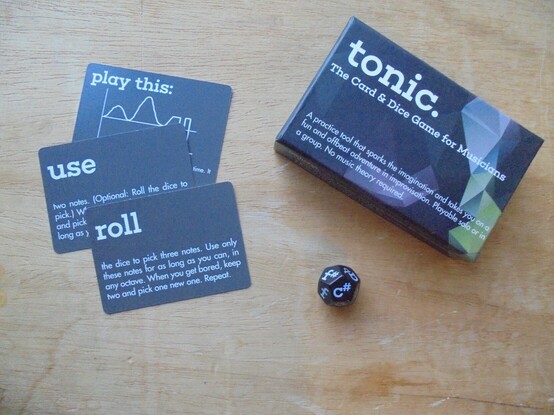 play this:
use
two notes. (Optional: Roll the dice to
pick.)
long as
roll
the dice to pick three notes. Use only
these notes for as long as you can, in
any octave. When you get bored, keep
two and pick one new one. Repeat.
tonic.
The Card & Dice Game for Musicians
A practice tool that sparks the imagination and takes you on a
fun and offbeat adventure in improvisation. Playable solo or in
a group. No music theory required.
C#